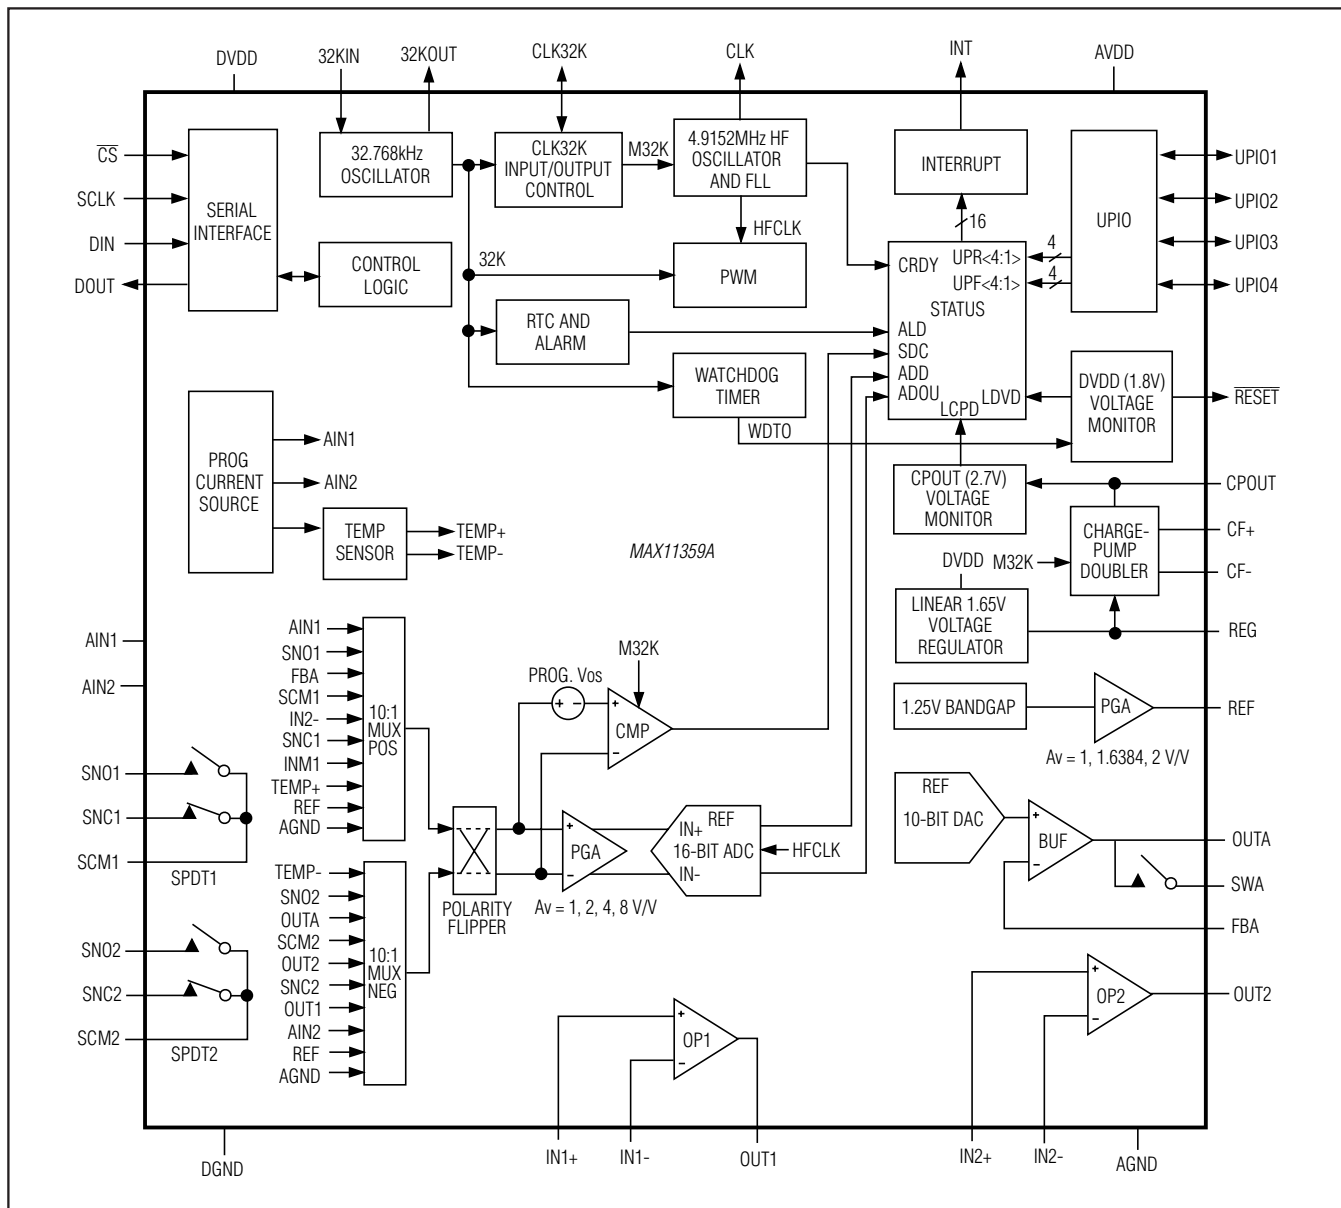 DVDD
32KIN
32KOUT
CLK32K
CLK
INT
AVDD
CS
SCLK
DIN
DOUT
SERIAL
INTERFACE
32.768kHz
OSCILLATOR
CLK32K
INPUT/OUTPUT
CONTROL
M32K
4.9152MHz HF
OSCILLATOR
AND FLL
INTERRUPT
UPIO
UPIO1
UPIO2
UPIO3
UPIO4
CONTROL
LOGIC
32K
HFCLK
PWM
16
CRDY
UPR<4:1>
4
UPF<4:1>
4
STATUS
ALD
SDC
ADD
ADOU
LDVD
LCPD
RTC AND
ALARM
WATCHDOG
TIMER
WDTO
DVDD (1.8V)
VOLTAGE
MONITOR
RESET
PROG
CURRENT
SOURCE
AIN1
AIN2
TEMP
SENSOR
TEMP+
TEMP-
MAX11359A
CPOUT (2.7V)
VOLTAGE
MONITOR
CPOUT
CHARGE-
PUMP
DOUBLER
CF+
CF-
DVDD
M32K
LINEAR 1.65V
VOLTAGE
REGULATOR
REG
1.25V BANDGAP
PGA
REF
Av = 1, 1.6384, 2 V/V
AIN1
AIN2
SNO1
SNC1
SCM1
SPDT1
SNO2
SNC2
SCM2
SPDT2
AIN1
SNO1
FBA
SCM1
IN2-
SNC1
INM1
TEMP+
REF
AGND
10:1
MUX
POS
TEMP-
SNO2
OUTA
SCM2
OUT2
SNC2
OUT1
AIN2
REF
AGND
10:1
MUX
NEG
POLARITY
FLIPPER
PROG. Vos
+ -
M32K
+
CMP
-
+
PGA
-
Av = 1, 2, 4, 8 V/V
IN+
REF
16-BIT ADC
IN-
HFCLK
REF
10-BIT DAC
+
BUF
-
OUTA
SWA
FBA
+
OP1
-
+
OP2
-
OUT2
DGND
IN1+
IN1-
OUT1
IN2+
IN2-
AGND